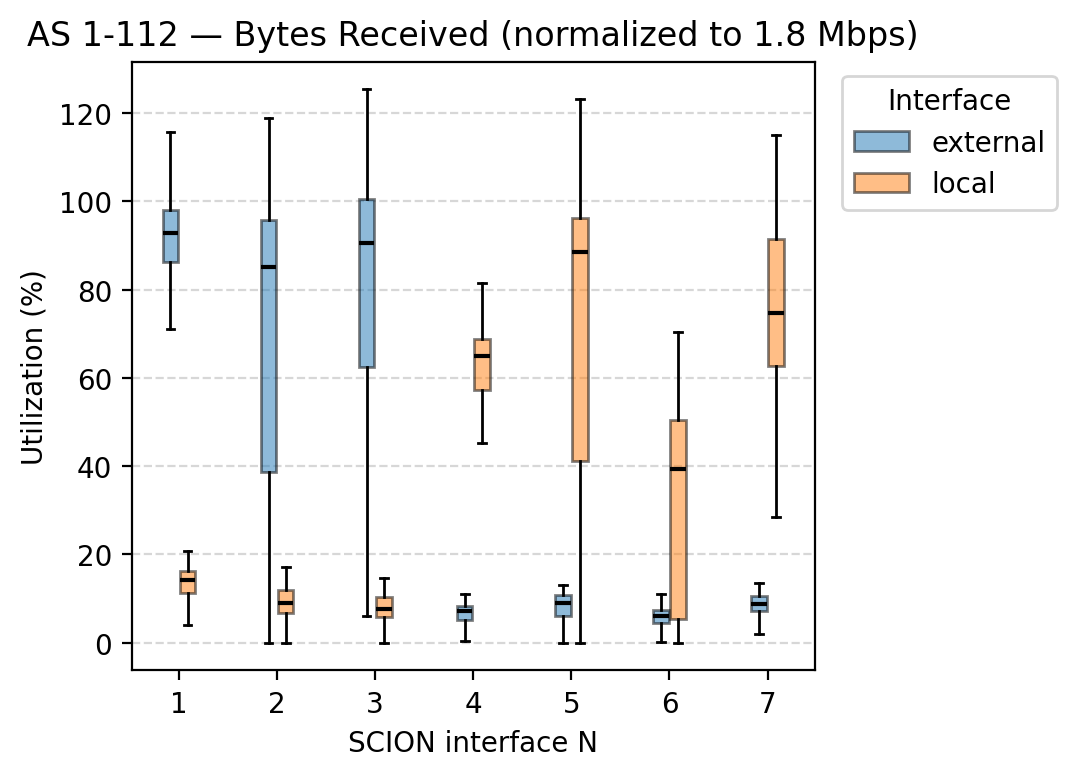 AS 1-112 — Bytes Received (normalized to 1.8 Mbps)
Interface
external
local
Utilization (%)
120
100
80
60
40
20
0
1 2 3 4 5 6 7
SCION interface N